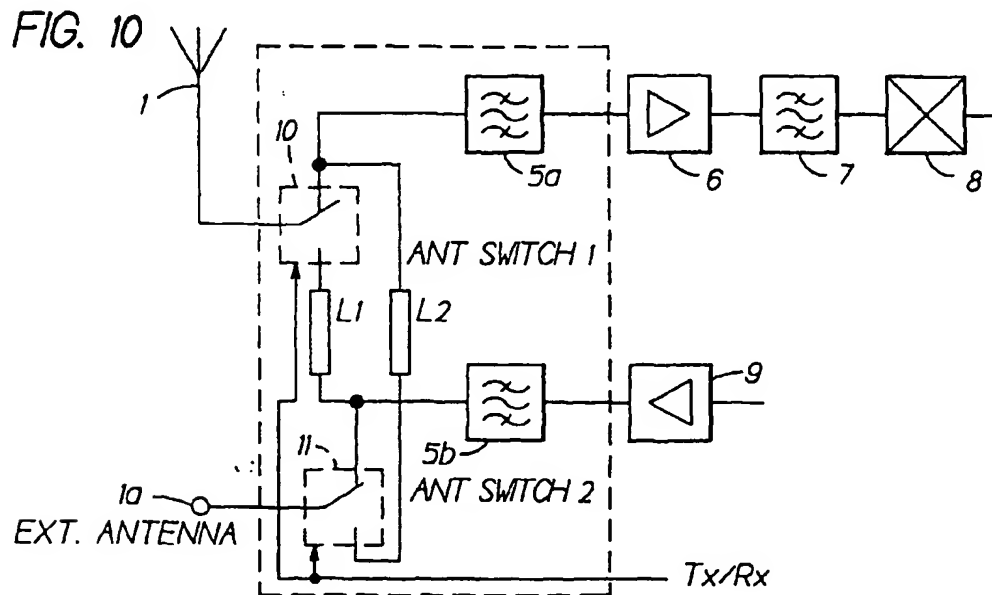 FIG. 10
1
10
5a
6
7
8
ANT SWITCH 1
L1
L2
9
11
5b
ANT SWITCH 2
1a
EXT. ANTENNA
Tx/Rx